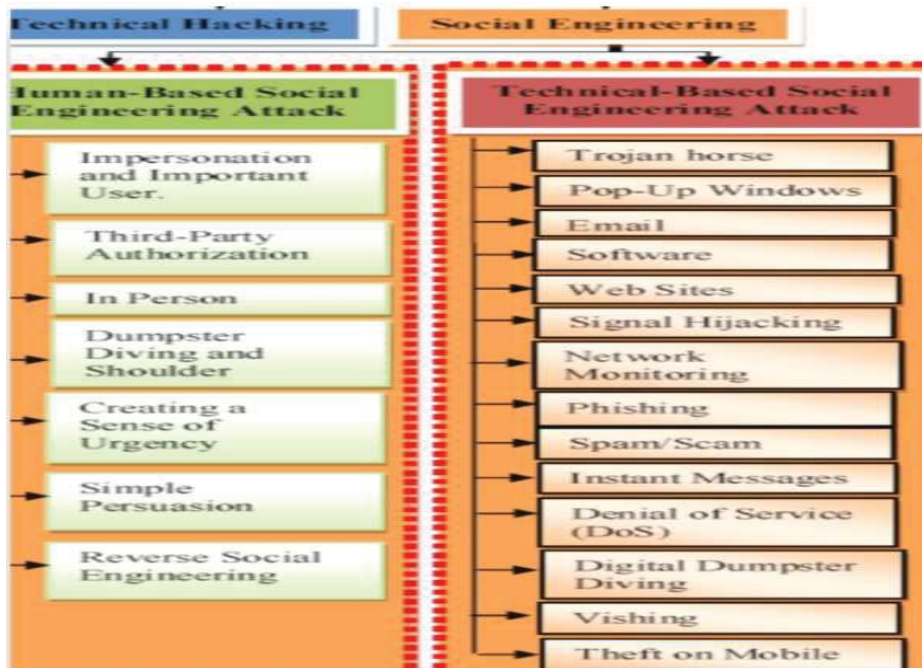 Technical Hacking
Social Engineering
Human-Based Social
Engineering Attack
Impersonation
and Important
User.
Third-Party
Authorization
In Person
Dumpster
Diving and
Shoulder
Creating a
Sense of
Urgency
Simple
Persuasion
Reverse Social
Engineering
Technical-Based Social
Engineering Attack
Trojan horse
Pop-Up Windows
Email
Software
Web Sites
Signal Hijacking
Network
Monitoring
Phishing
Spam/Scam
Instant Messages
Denial of Service
(DoS)
Digital Dumpster
Diving
Vishing
Theft on Mobile